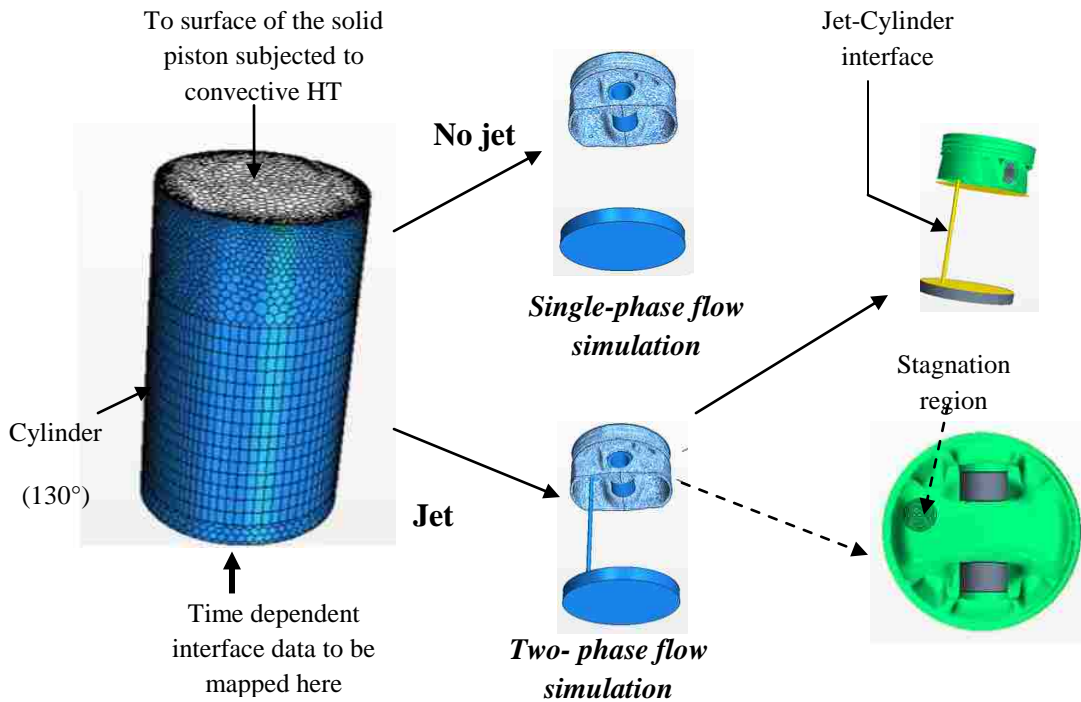 To surface of the solid
piston subjected to
convective HT
No jet
Jet-Cylinder
interface
Single-phase flow
simulation
Stagnation
region
Cylinder
(130°)
Jet
Time dependent
interface data to be
mapped here
Two- phase flow
simulation